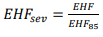 EHF_sev = EHF / EHF_85